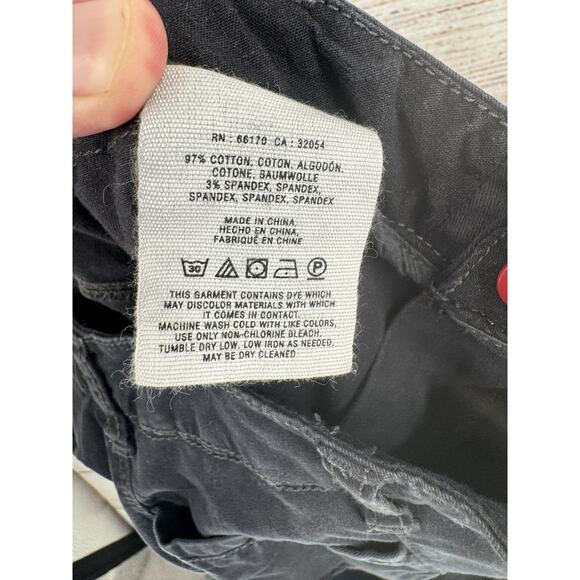 RN : 66170 CA : 32054
97% COTTON, COTON, ALGODÓN,
COTONE, BAUMWOLLE
3% SPANDEX, SPANDEX,
SPANDEX, SPANDEX, SPANDEX
MADE IN CHINA,
HECHO EN CHINA,
FABRIQUÉ EN CHINE
30 P
THIS GARMENT CONTAINS DYE WHICH
MAY DISCOLOR MATERIALS WITH WHICH
IT COMES IN CONTACT.
MACHINE WASH COLD WITH LIKE COLORS,
USE ONLY NON-CHLORINE BLEACH.
TUMBLE DRY LOW, LOW IRON AS NEEDED,
MAY BE DRY CLEANED